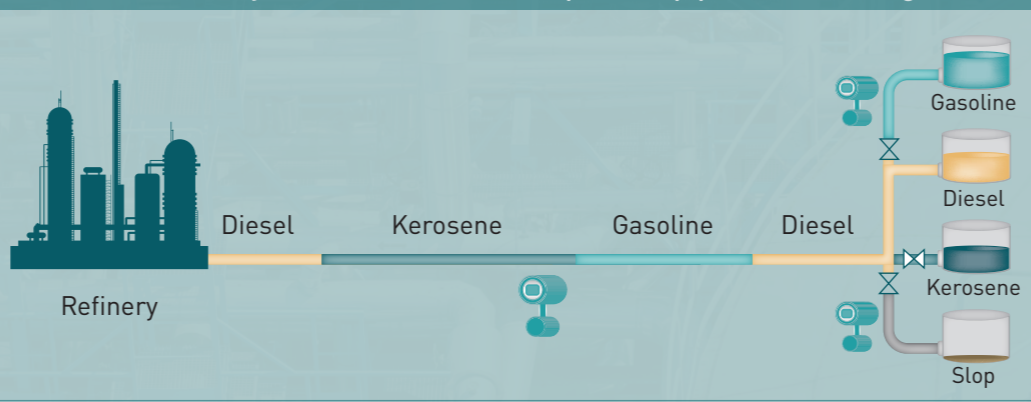 Gasoline
Diesel
Diesel Kerosene Gasoline Diesel
Kerosene
Refinery
Slop